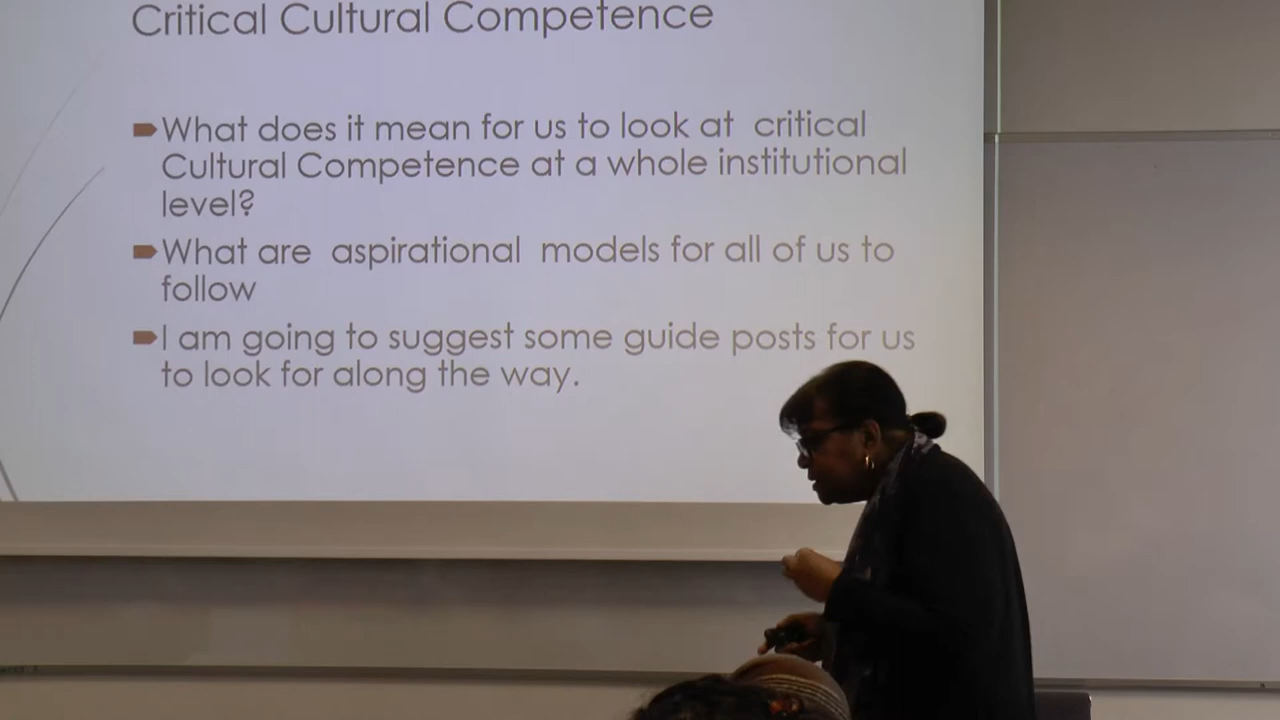 Critical Cultural Competence
What does it mean for us to look at critical
Cultural Competence at a whole institutional
level?
What are aspirational models for all of us to
follow
I am going to suggest some guide posts for us
to look for along the way.